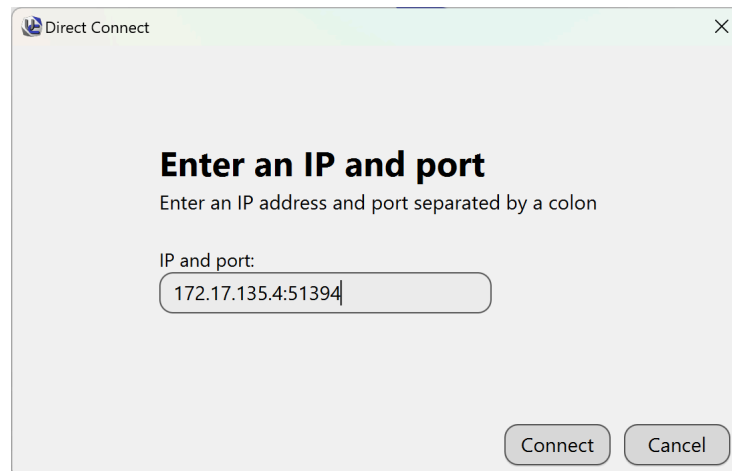 Direct Connect
Enter an IP and port
Enter an IP address and port separated by a colon
IP and port:
172.17.135.4:51394
Connect Cancel